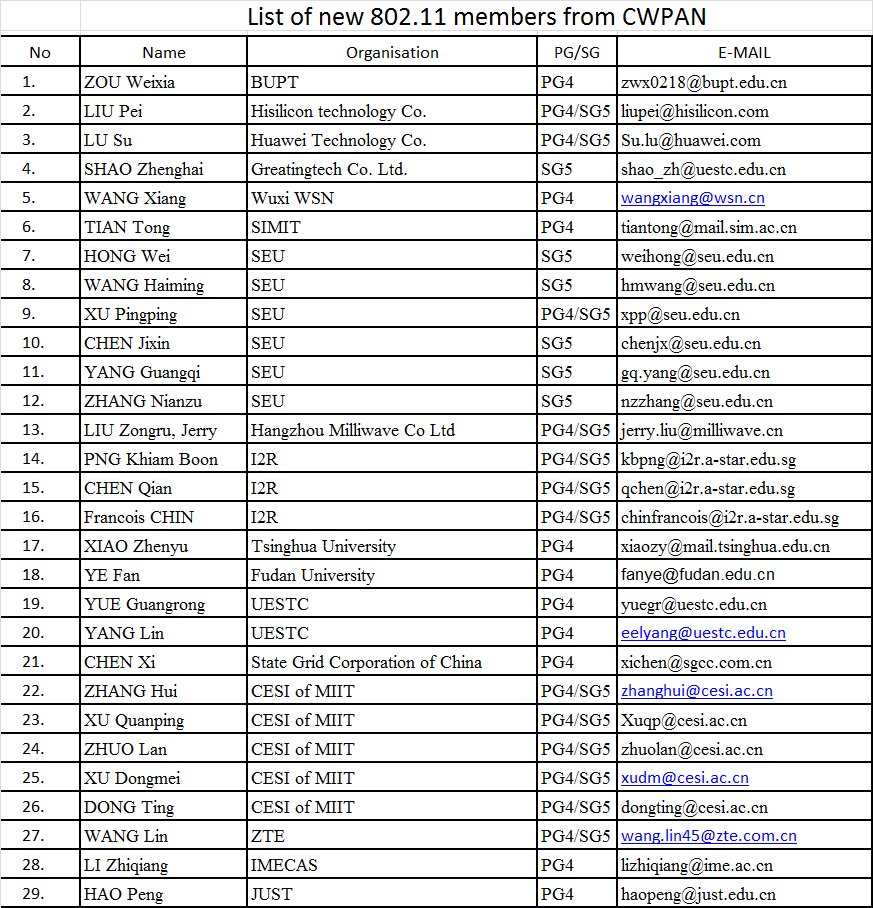 List of new 802.11 members from CWPAN
No Name Organisation PG/SG E-MAIL
1. ZOU Weixia BUPT PG4 zwx0218@bupt.edu.cn
2. LIU Pei Hisilicon technology Co. PG4/SG5 liupei@hisilicon.com
3. LU Su Huawei Technology Co. PG4/SG5 Su.lu@huawei.com
4. SHAO Zhenghai Greatingtech Co. Ltd. SG5 shao_zh@uestc.edu.cn
5. WANG Xiang Wuxi WSN PG4 wangxiang@wsn.cn
6. TIAN Tong SIMIT PG4 tiantong@mail.sim.ac.cn
7. HONG Wei SEU SG5 weihong@seu.edu.cn
8. WANG Haiming SEU SG5 hmwang@seu.edu.cn
9. XU Pingping SEU PG4/SG5 xpp@seu.edu.cn
10. CHEN Jixin SEU SG5 chenjx@seu.edu.cn
11. YANG Guangqi SEU SG5 gq.yang@seu.edu.cn
12. ZHANG Nianzu SEU SG5 nzzhang@seu.edu.cn
13. LIU Zongru, Jerry Hangzhou Milliwave Co Ltd PG4/SG5 jerry.liu@milliwave.cn
14. PNG Khiam Boon I2R PG4/SG5 kbpng@i2r.a-star.edu.sg
15. CHEN Qian I2R PG4/SG5 qchen@i2r.a-star.edu.sg
16. Francois CHIN I2R PG4/SG5 chinfrancois@i2r.a-star.edu.sg
17. XIAO Zhenyu Tsinghua University PG4 xiaozy@mail.tsinghua.edu.cn
18. YE Fan Fudan University PG4 fanye@fudan.edu.cn
19. YUE Guangrong UESTC PG4 yuegr@uestc.edu.cn
20. YANG Lin UESTC PG4 eelyang@uestc.edu.cn
21. CHEN Xi State Grid Corporation of China PG4 xichen@sgcc.com.cn
22. ZHANG Hui CESI of MIIT PG4/SG5 zhanghui@cesi.ac.cn
23. XU Quanping CESI of MIIT PG4/SG5 Xuqp@cesi.ac.cn
24. ZHUO Lan CESI of MIIT PG4/SG5 zhuolan@cesi.ac.cn
25. XU Dongmei CESI of MIIT PG4/SG5 xudm@cesi.ac.cn
26. DONG Ting CESI of MIIT PG4/SG5 dongting@cesi.ac.cn
27. WANG Lin ZTE PG4/SG5 wang.lin45@zte.com.cn
28. LI Zhiqiang IMECAS PG4 lizhiqiang@ime.ac.cn
29. HAO Peng JUST PG4 haopeng@just.edu.cn